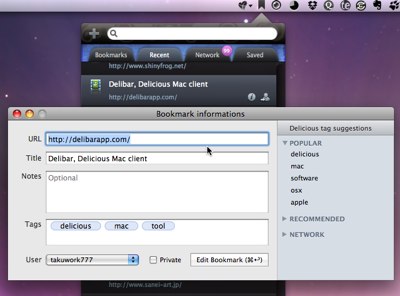 Bookmarks Recent Network 99 Saved
http://www.shinyfrog.net/
Delibar, Delicious Mac client
http://delibarapp.com/
Bookmark informations
URL http://delibarapp.com/
Title Delibar, Delicious Mac client
Notes Optional
Tags delicious mac tool
User takuwork777 Private Edit Bookmark (⌘⏎)
Delicious tag suggestions
POPULAR
delicious
mac
software
osx
apple
RECOMMENDED
NETWORK
http://www.sanei-art.jp/